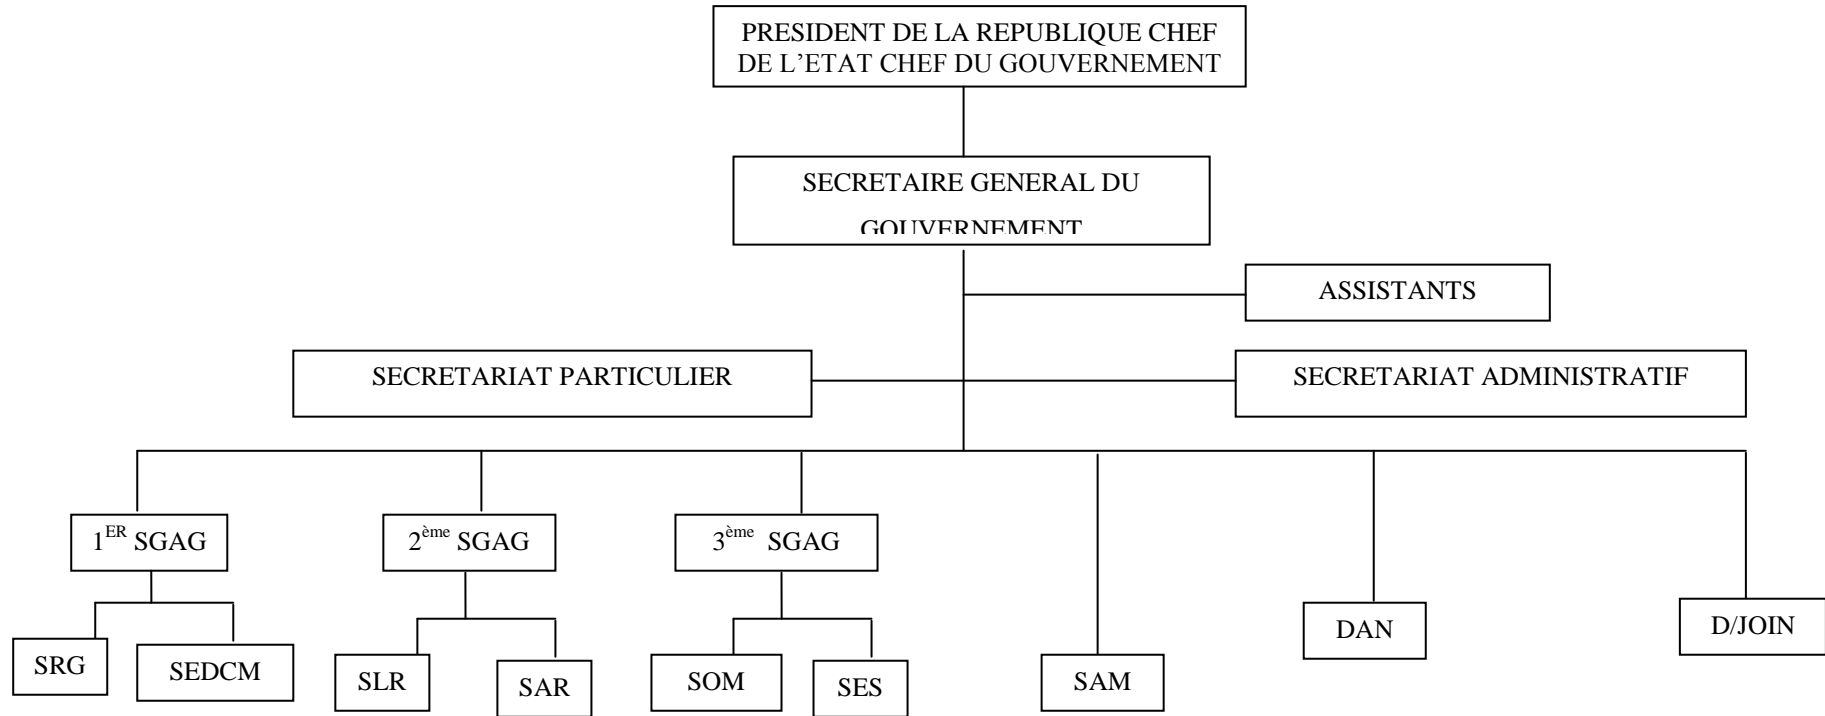 PRESIDENT DE LA REPUBLIQUE CHEF
DE L’ETAT CHEF DU GOUVERNEMENT
SECRETAIRE GENERAL DU
GOUVERNEMENT
ASSISTANTS
SECRETARIAT PARTICULIER
SECRETARIAT ADMINISTRATIF
1ER SGAG
2ème SGAG
3ème SGAG
SRG
SEDCM
SLR
SAR
SOM
SES
SAM
DAN
D/JOIN